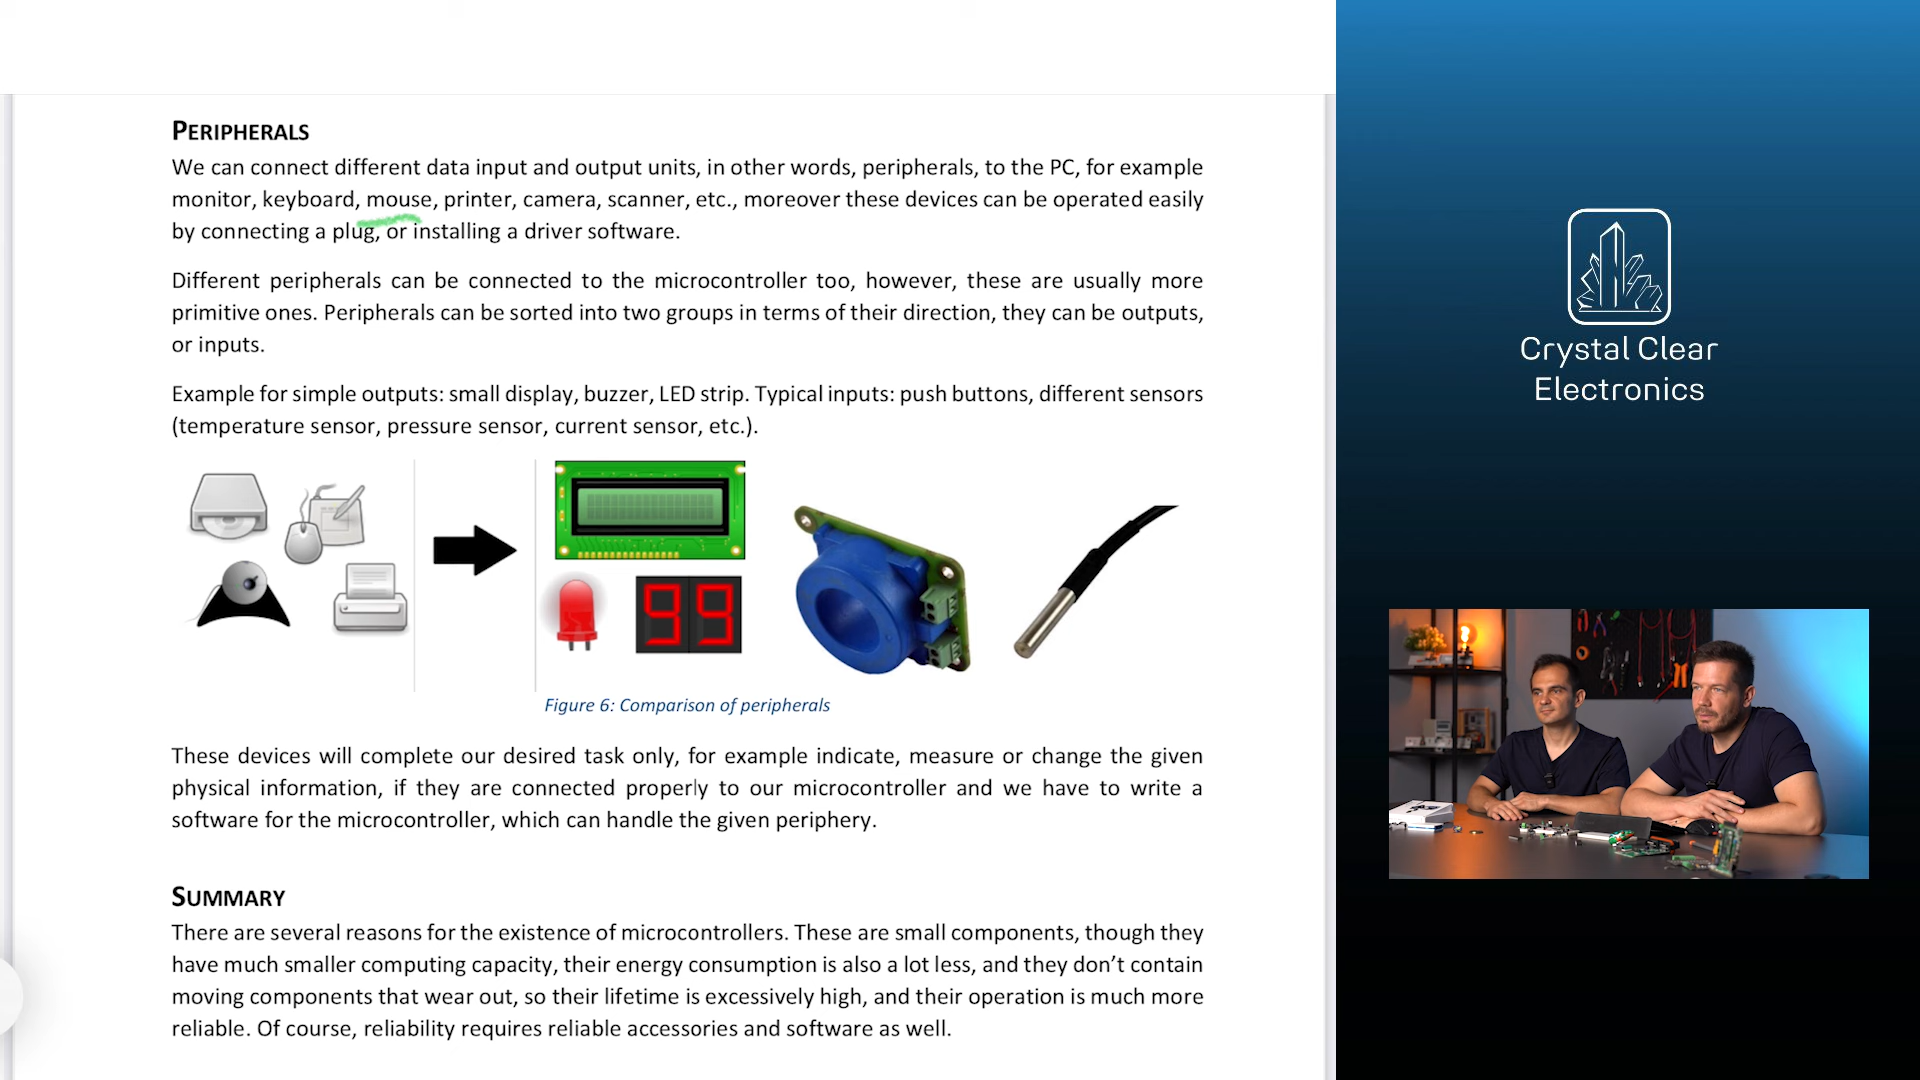 PERIPHERALS
We can connect different data input and output units, in other words, peripherals, to the PC, for example
monitor, keyboard, mouse, printer, camera, scanner, etc., moreover these devices can be operated easily
by connecting a plug, or installing a driver software.
Different peripherals can be connected to the microcontroller too, however, these are usually more
primitive ones. Peripherals can be sorted into two groups in terms of their direction, they can be outputs,
or inputs.
Example for simple outputs: small display, buzzer, LED strip. Typical inputs: push buttons, different sensors
(temperature sensor, pressure sensor, current sensor, etc.).
99
Figure 6: Comparison of peripherals
These devices will complete our desired task only, for example indicate, measure or change the given
physical information, if they are connected properly to our microcontroller and we have to write a
software for the microcontroller, which can handle the given periphery.
SUMMARY
There are several reasons for the existence of microcontrollers. These are small components, though they
have much smaller computing capacity, their energy consumption is also a lot less, and they don’t contain
moving components that wear out, so their lifetime is excessively high, and their operation is much more
reliable. Of course, reliability requires reliable accessories and software as well.
Crystal Clear
Electronics